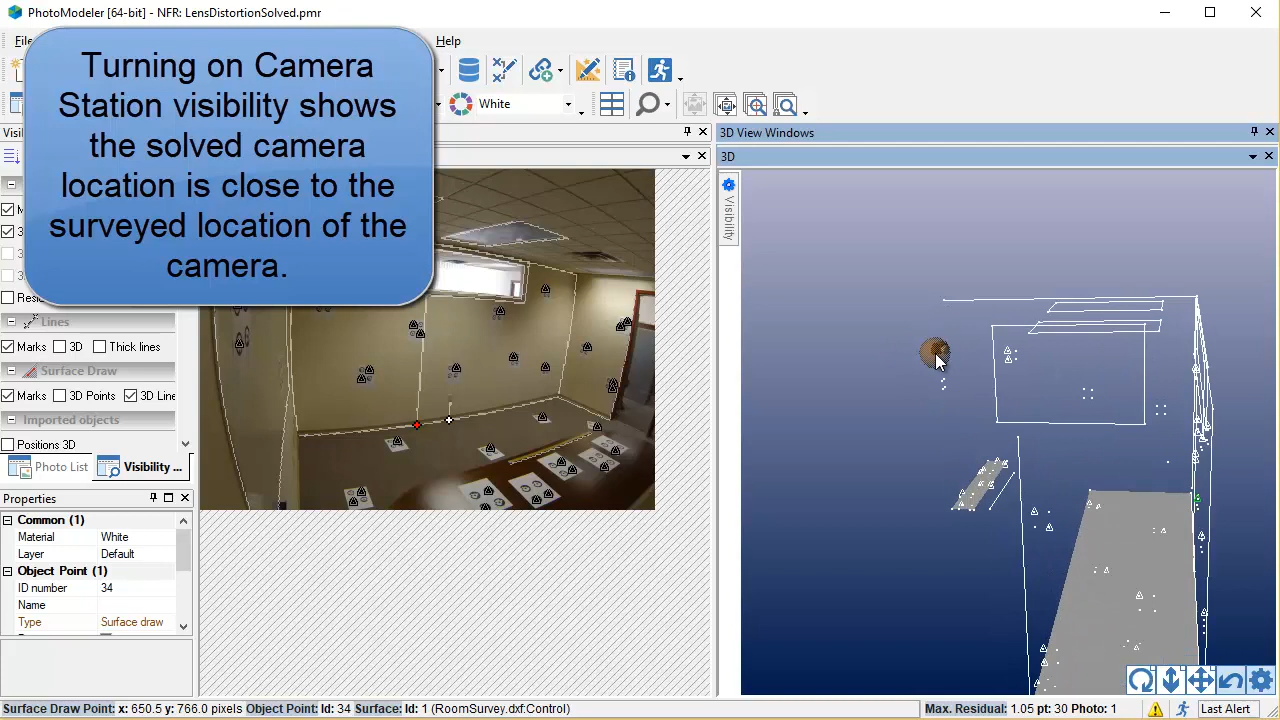 PhotoModeler [64-bit] - NFR: LensDistortionSolved.pmr
Help
Turning on Camera
Station visibility shows
the solved camera
location is close to the
surveyed location of the
camera.
White
3D View Windows
3D
Visibility
Lines
Marks 3D Thick lines
Surface Draw
Marks 3D Points 3D Line
Imported objects
Positions 3D
Photo List Visibility ...
Properties
Common (1)
Material White
Layer Default
Object Point (1)
ID number 34
Name
Type Surface draw
Surface Draw Point: x: 650.5 y: 766.0 pixels Object Point: Id: 34 Surface: Id: 1 (RoomSurvey.dxf:Control)
Max. Residual: 1.05 pt: 30 Photo: 1
Last Alert